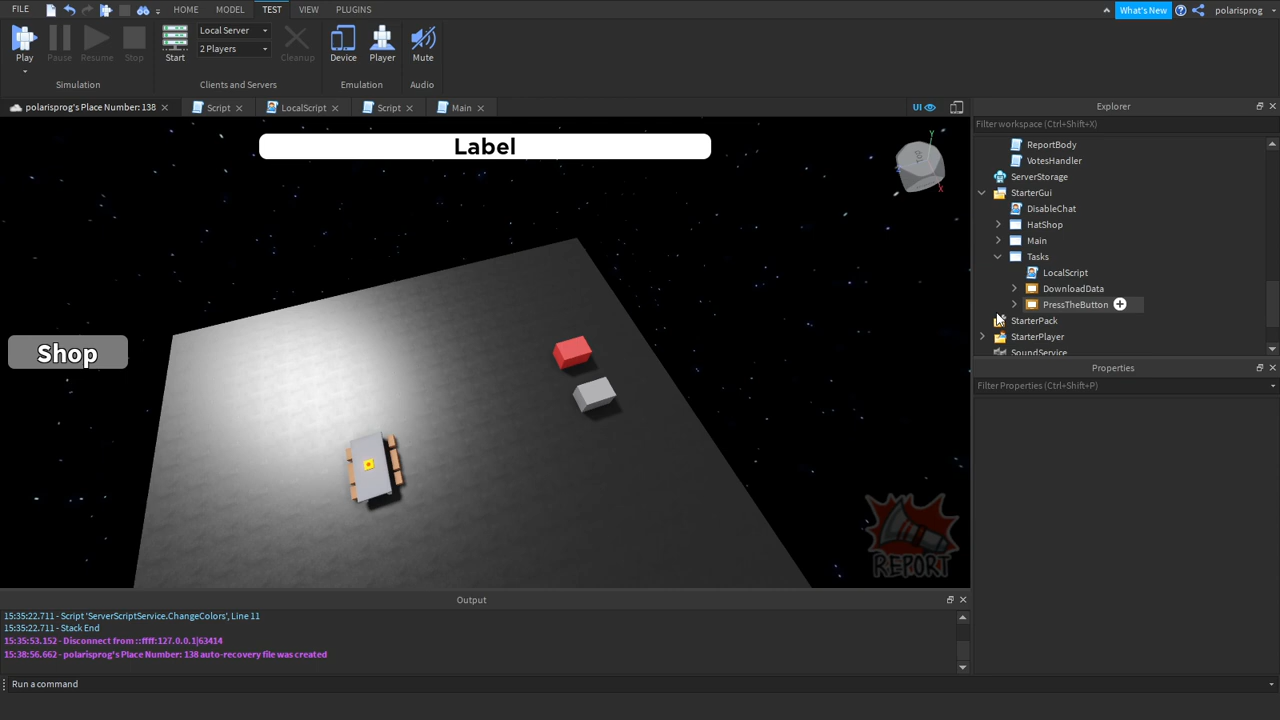 FILE
HOME
MODEL
TEST
VIEW
PLUGINS
What's New
polarisprog
Play
Pause
Resume
Stop
Start
Local Server
2 Players
Cleanup
Device
Player
Mute
Simulation
Clients and Servers
Emulation
Audio
polarisprog's Place Number: 138
Script
LocalScript
Script
Main
UI
Explorer
Filter workspace (Ctrl+Shift+X)
ReportBody
VotesHandler
ServerStorage
StarterGui
DisableChat
HatShop
Main
Tasks
LocalScript
DownloadData
PressTheButton
StarterPack
StarterPlayer
SoundService
Properties
Filter Properties (Ctrl+Shift+P)
Label
Y
X
Shop
REPORT
Output
15:35:22.711 - Script 'ServerScriptService.ChangeColors', Line 11
15:35:22.711 - Stack End
15:35:53.152 - Disconnect from ::ffff:127.0.0.1|63414
15:38:56.662 - polarisprog's Place Number: 138 auto-recovery file was created
Run a command